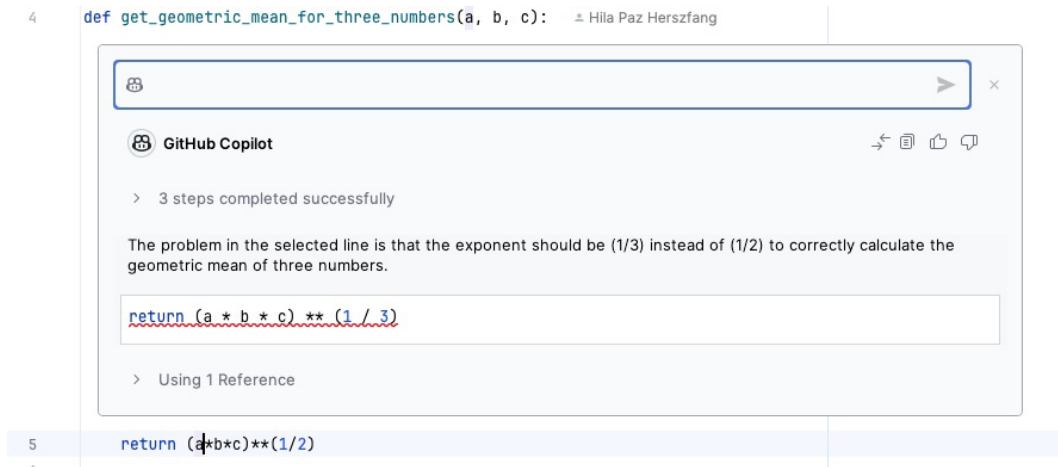 4 def get_geometric_mean_for_three_numbers(a, b, c): Hila Paz Herszfang
GitHub Copilot
> 3 steps completed successfully
The problem in the selected line is that the exponent should be (1/3) instead of (1/2) to correctly calculate the
geometric mean of three numbers.
return (a * b * c) ** (1 / 3)
> Using 1 Reference
5 return (a*b*c)**(1/2)